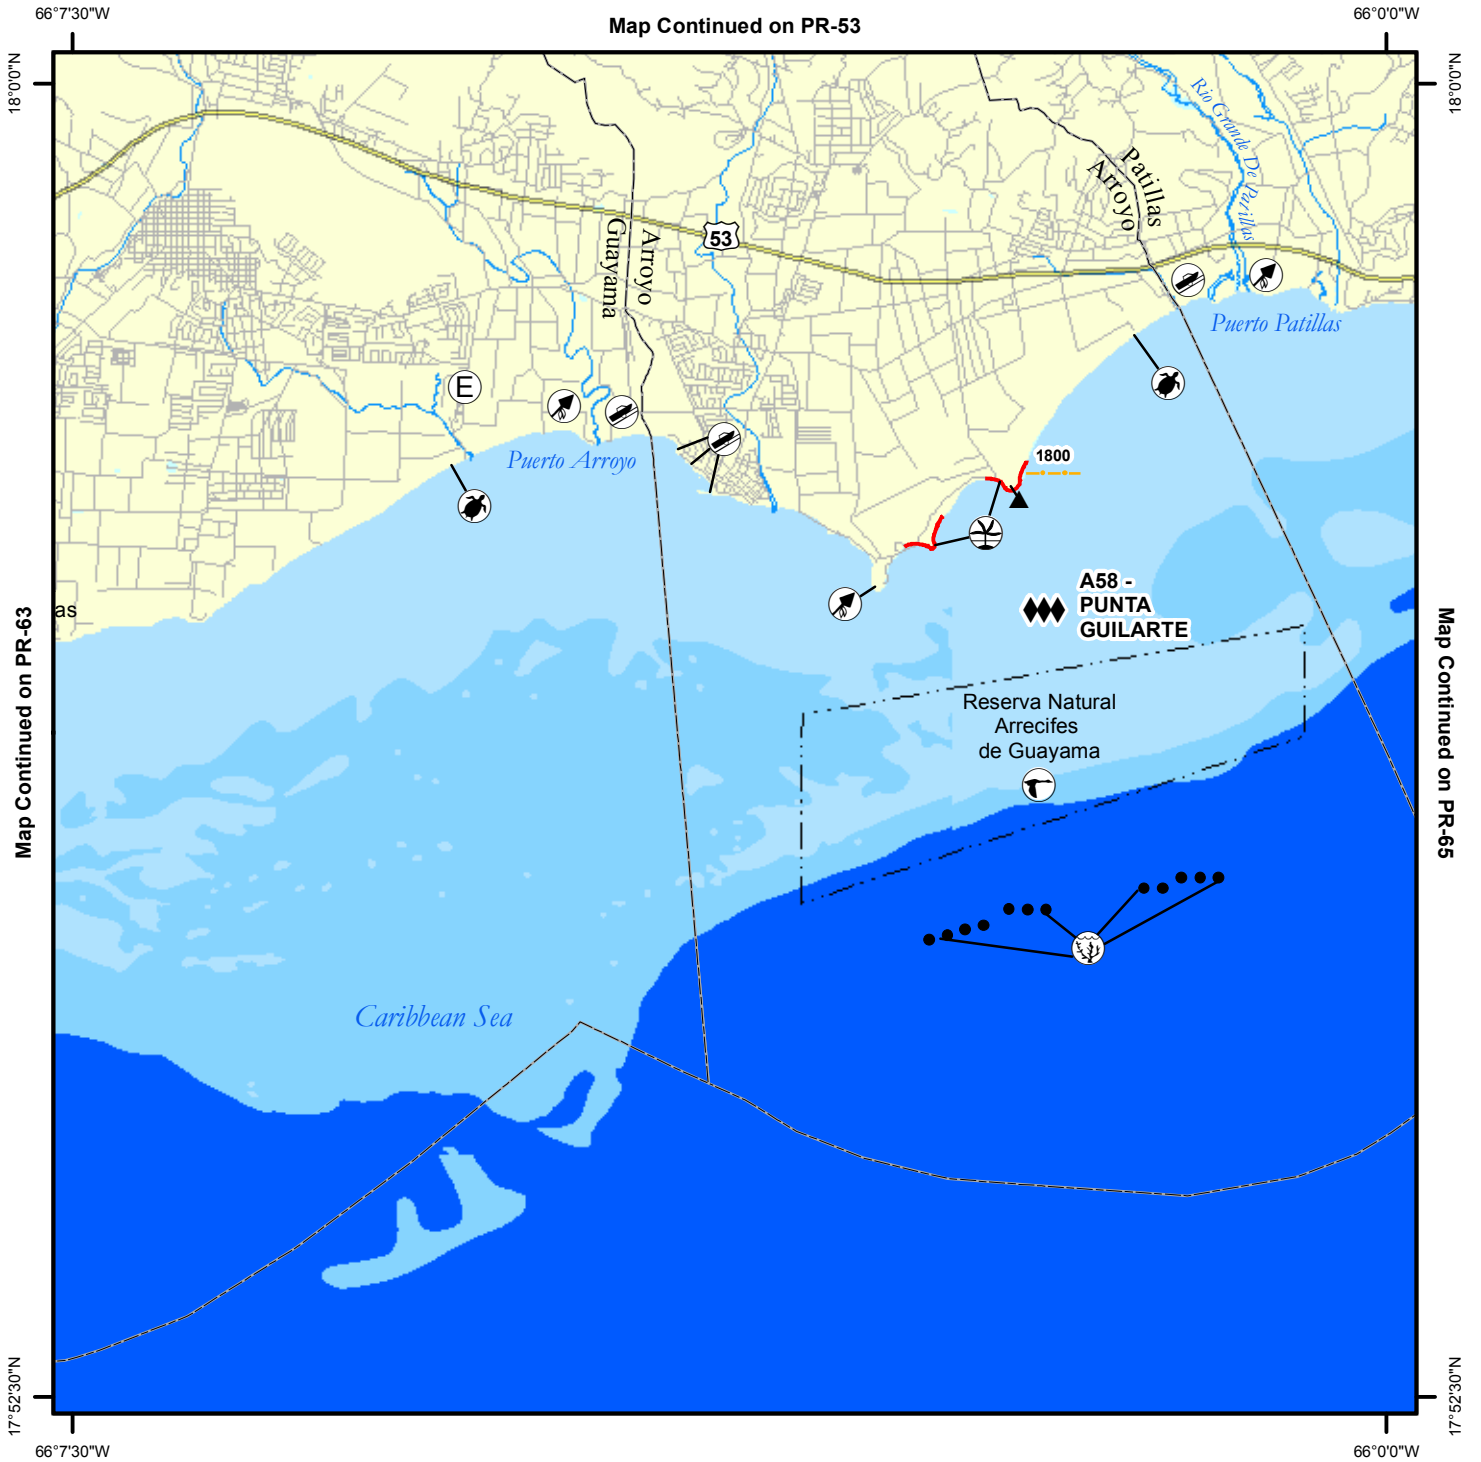 66°7'30"W
66°0'0"W
Map Continued on PR-53
18°0'0"N
18°0'0"N
Rio Grande De Patillas
Patillas
Arroyo
53
Arroyo
Guayama
Puerto Patillas
E
Puerto Arroyo
1800
A58 -
PUNTA
GUILARTE
as
Map Continued on PR-63
Map Continued on PR-65
Reserva Natural
Arrecifes
de Guayama
Caribbean Sea
17°52'30"N
17°52'30"N
66°7'30"W
66°0'0"W